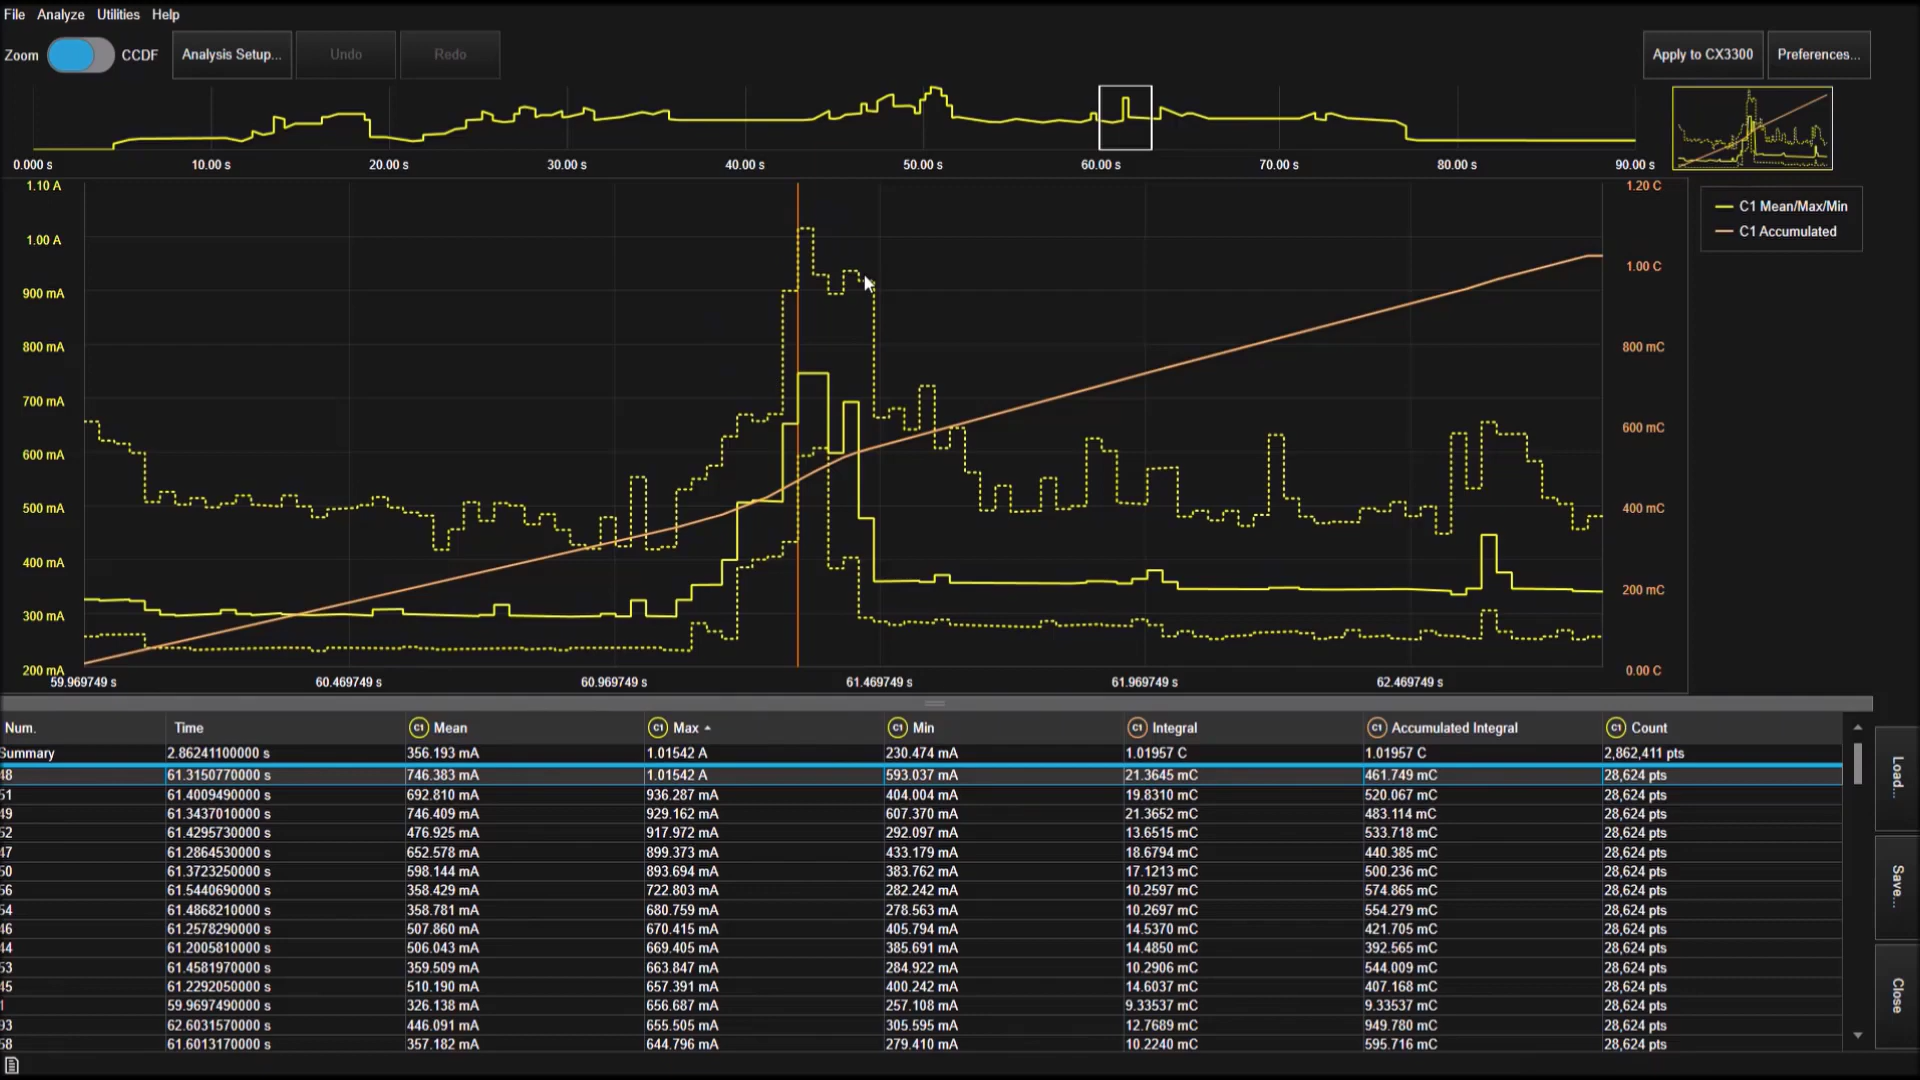 File Analyze Utilities Help
Zoom CCDF Analysis Setup... Undo Redo Apply to CX3300 Preferences...
0.000 s 10.00 s 20.00 s 30.00 s 40.00 s 50.00 s 60.00 s 70.00 s 80.00 s 90.00 s
1.10 A 1.20 C
C1 Mean/Max/Min
C1 Accumulated
1.00 A
1.00 C
900 mA
800 mA 800 mC
700 mA
600 mC
600 mA
500 mA 400 mC
400 mA
200 mC
300 mA
200 mA 0.00 C
59.969749 s 60.469749 s 60.969749 s 61.469749 s 61.969749 s 62.469749 s
Num. Time C1 Mean C1 Max C1 Min C1 Integral C1 Accumulated Integral C1 Count
Summary 2.86241100000 s 356.193 mA 1.01542 A 230.474 mA 1.01957 C 1.01957 C 2,862,411 pts
48 61.3150770000 s 746.383 mA 1.01542 A 593.037 mA 21.3645 mC 461.749 mC 28,624 pts
51 61.4009490000 s 692.810 mA 936.287 mA 404.004 mA 19.8310 mC 520.067 mC 28,624 pts
49 61.3437010000 s 746.409 mA 929.162 mA 607.370 mA 21.3652 mC 483.114 mC 28,624 pts
52 61.4295730000 s 476.925 mA 917.972 mA 292.097 mA 13.6515 mC 533.718 mC 28,624 pts
47 61.2864530000 s 652.578 mA 899.373 mA 433.179 mA 18.6794 mC 440.385 mC 28,624 pts
50 61.3723250000 s 598.144 mA 893.694 mA 383.762 mA 17.1213 mC 500.236 mC 28,624 pts
56 61.5440690000 s 358.429 mA 722.803 mA 282.242 mA 10.2597 mC 574.865 mC 28,624 pts
54 61.4868210000 s 358.781 mA 680.759 mA 278.563 mA 10.2697 mC 554.279 mC 28,624 pts
46 61.2578290000 s 507.860 mA 670.415 mA 405.794 mA 14.5370 mC 421.705 mC 28,624 pts
44 61.2005810000 s 506.043 mA 669.405 mA 385.691 mA 14.4850 mC 392.565 mC 28,624 pts
53 61.4581970000 s 359.509 mA 663.847 mA 284.922 mA 10.2906 mC 544.009 mC 28,624 pts
45 61.2292050000 s 510.190 mA 657.391 mA 400.242 mA 14.6037 mC 407.168 mC 28,624 pts
1 59.9697490000 s 326.138 mA 656.687 mA 257.108 mA 9.33537 mC 9.33537 mC 28,624 pts
93 62.6031570000 s 446.091 mA 655.505 mA 305.595 mA 12.7689 mC 949.780 mC 28,624 pts
58 61.6013170000 s 357.182 mA 644.796 mA 279.410 mA 10.2240 mC 595.716 mC 28,624 pts
Load...
Save...
Close